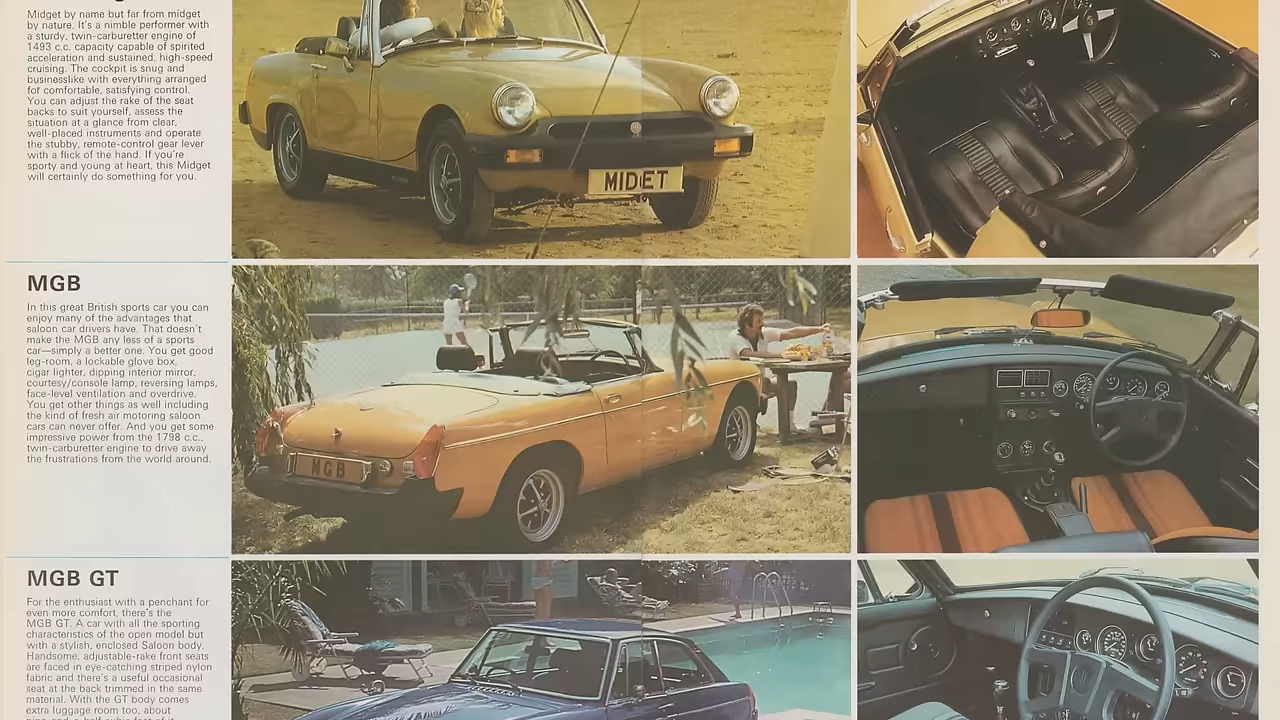 Midget by name but far from midget
by nature. It's a nimble performer with
a sturdy, twin-carburetter engine of
1493 c.c. capacity capable of spirited
acceleration and sustained, high-speed
cruising. The cockpit is snug and
businesslike with everything arranged
for comfortable, satisfying control.
You can adjust the rake of the seat
backs to suit yourself, assess the
situation at a glance from clear,
well-placed instruments and operate
the stubby, remote-control gear lever
with a flick of the hand. If you're
sporty and young at heart, this Midget
will certainly do something for you.
MIDGET
MGB
In this great British sports car you can
enjoy many of the advantages that
saloon car drivers have. That doesn't
make the MGB any less of a sports
car—simply a better one. You get good
leg-room, a lockable glove box,
cigar lighter, dipping interior mirror,
courtesy/console lamp, reversing lamps,
face-level ventilation and overdrive.
You get other things as well including
the kind of fresh air motoring saloon
cars can never offer. And you get some
impressive power from the 1798 c.c.,
twin-carburetter engine to drive away
the frustrations from the world around.
MGB
MGB GT
For the enthusiast with a penchant for
even more comfort, there's the
MGB GT. A car with all the sporting
characteristics of the open model but
with a stylish, enclosed Saloon body.
Handsome, adjustable-rake front seats
are faced in eye-catching striped nylon
fabric and there's a useful occasional
seat at the back trimmed in the same
material. With the GT body comes
extra luggage room too, about